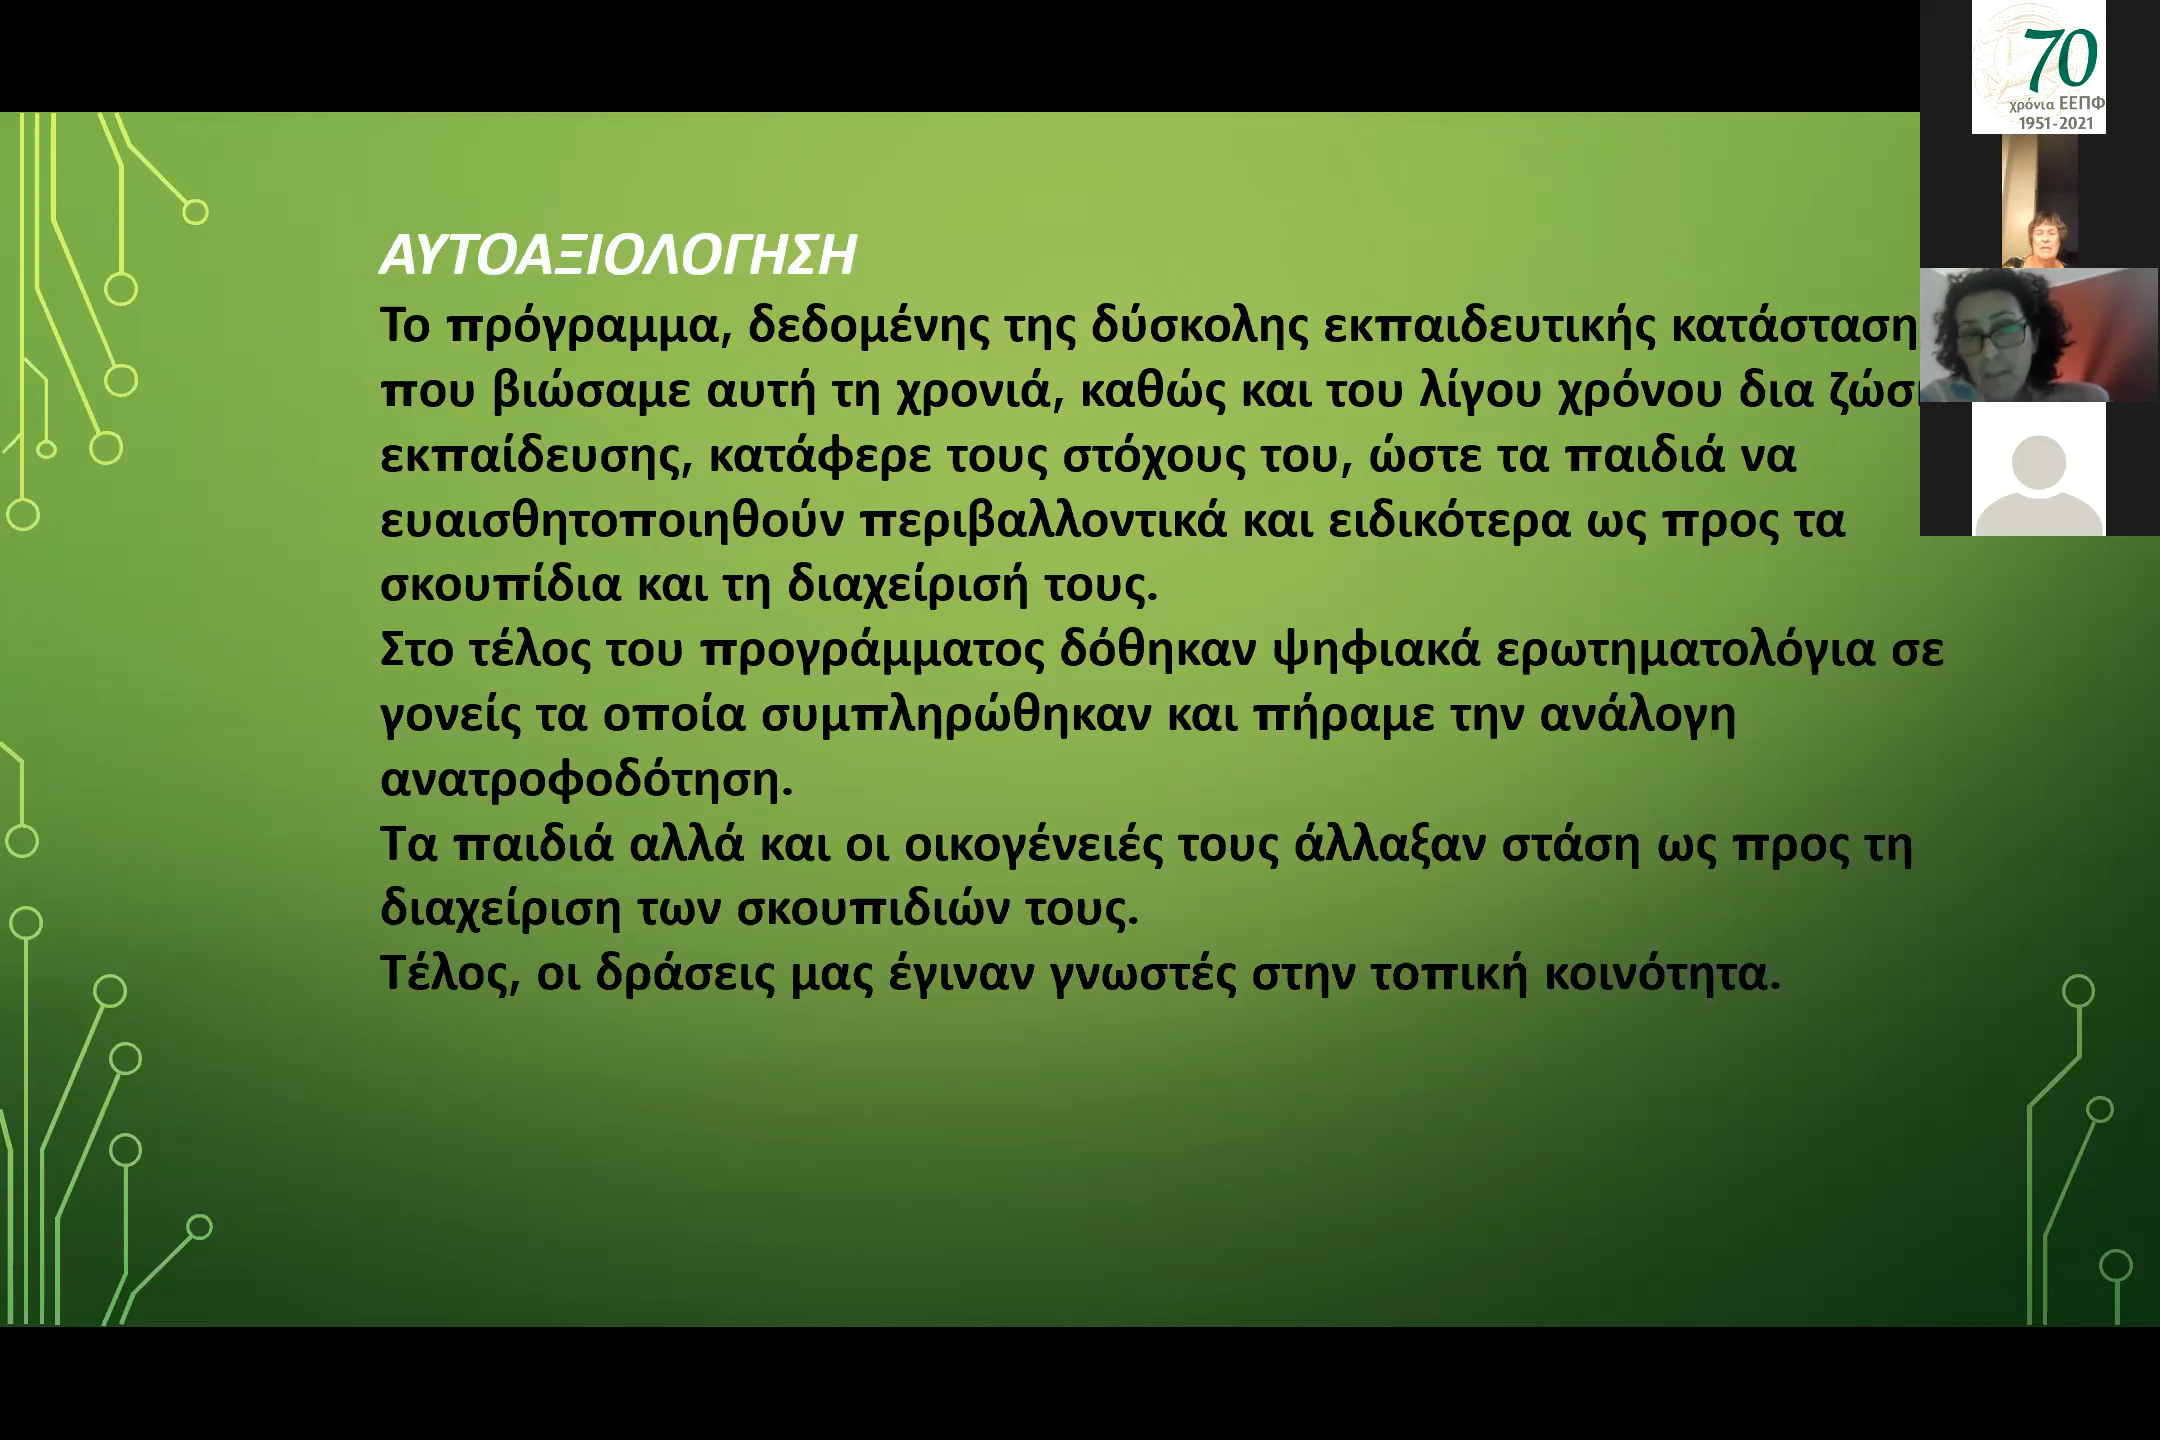 ΑΥΤΟΑΞΙΟΛΟΓΗΣΗ
Το πρόγραμμα, δεδομένης της δύσκολης εκπαιδευτικής
που βιώσαμε αυτή τη χρονιά, καθώς και του λίγου χρόνου δια
εκπαίδευσης, κατάφερε τους στόχους του, ώστε τα παιδιά να
ευαισθητοποιηθούν περιβαλλοντικά και ειδικότερα ως προς τα
σκουπίδια και τη διαχείρισή τους.
Στο τέλος του προγράμματος δόθηκαν ψηφιακά ερωτηματολόγια σε
γονείς τα οποία συμπληρώθηκαν και πήραμε την ανάλογη
ανατροφοδότηση.
Τα παιδιά αλλά και οι οικογένειές τους άλλαξαν στάση ως προς τη
διαχείριση των σκουπιδιών τους.
Τέλος, οι δράσεις μας έγιναν γνωστές στην τοπική κοινότητα.
70
χρόνια ΕΕΠΦ
1951-2021